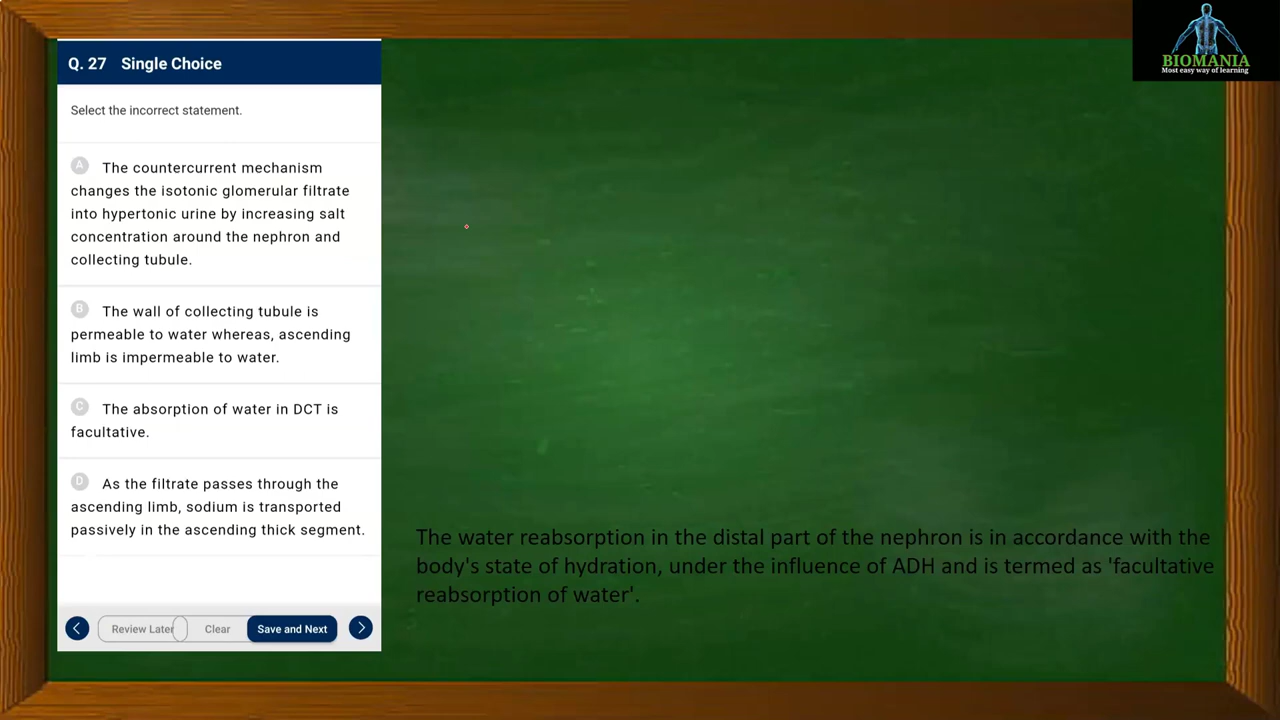 BIOMANIA
Most easy way of learning
Q. 27 Single Choice
Select the incorrect statement.
A The countercurrent mechanism
changes the isotonic glomerular filtrate
into hypertonic urine by increasing salt
concentration around the nephron and
collecting tubule.
B The wall of collecting tubule is
permeable to water whereas, ascending
limb is impermeable to water.
C The absorption of water in DCT is
facultative.
D As the filtrate passes through the
ascending limb, sodium is transported
passively in the ascending thick segment.
The water reabsorption in the distal part of the nephron is in accordance with the
body's state of hydration, under the influence of ADH and is termed as 'facultative
reabsorption of water'.
Review Later Clear Save and Next